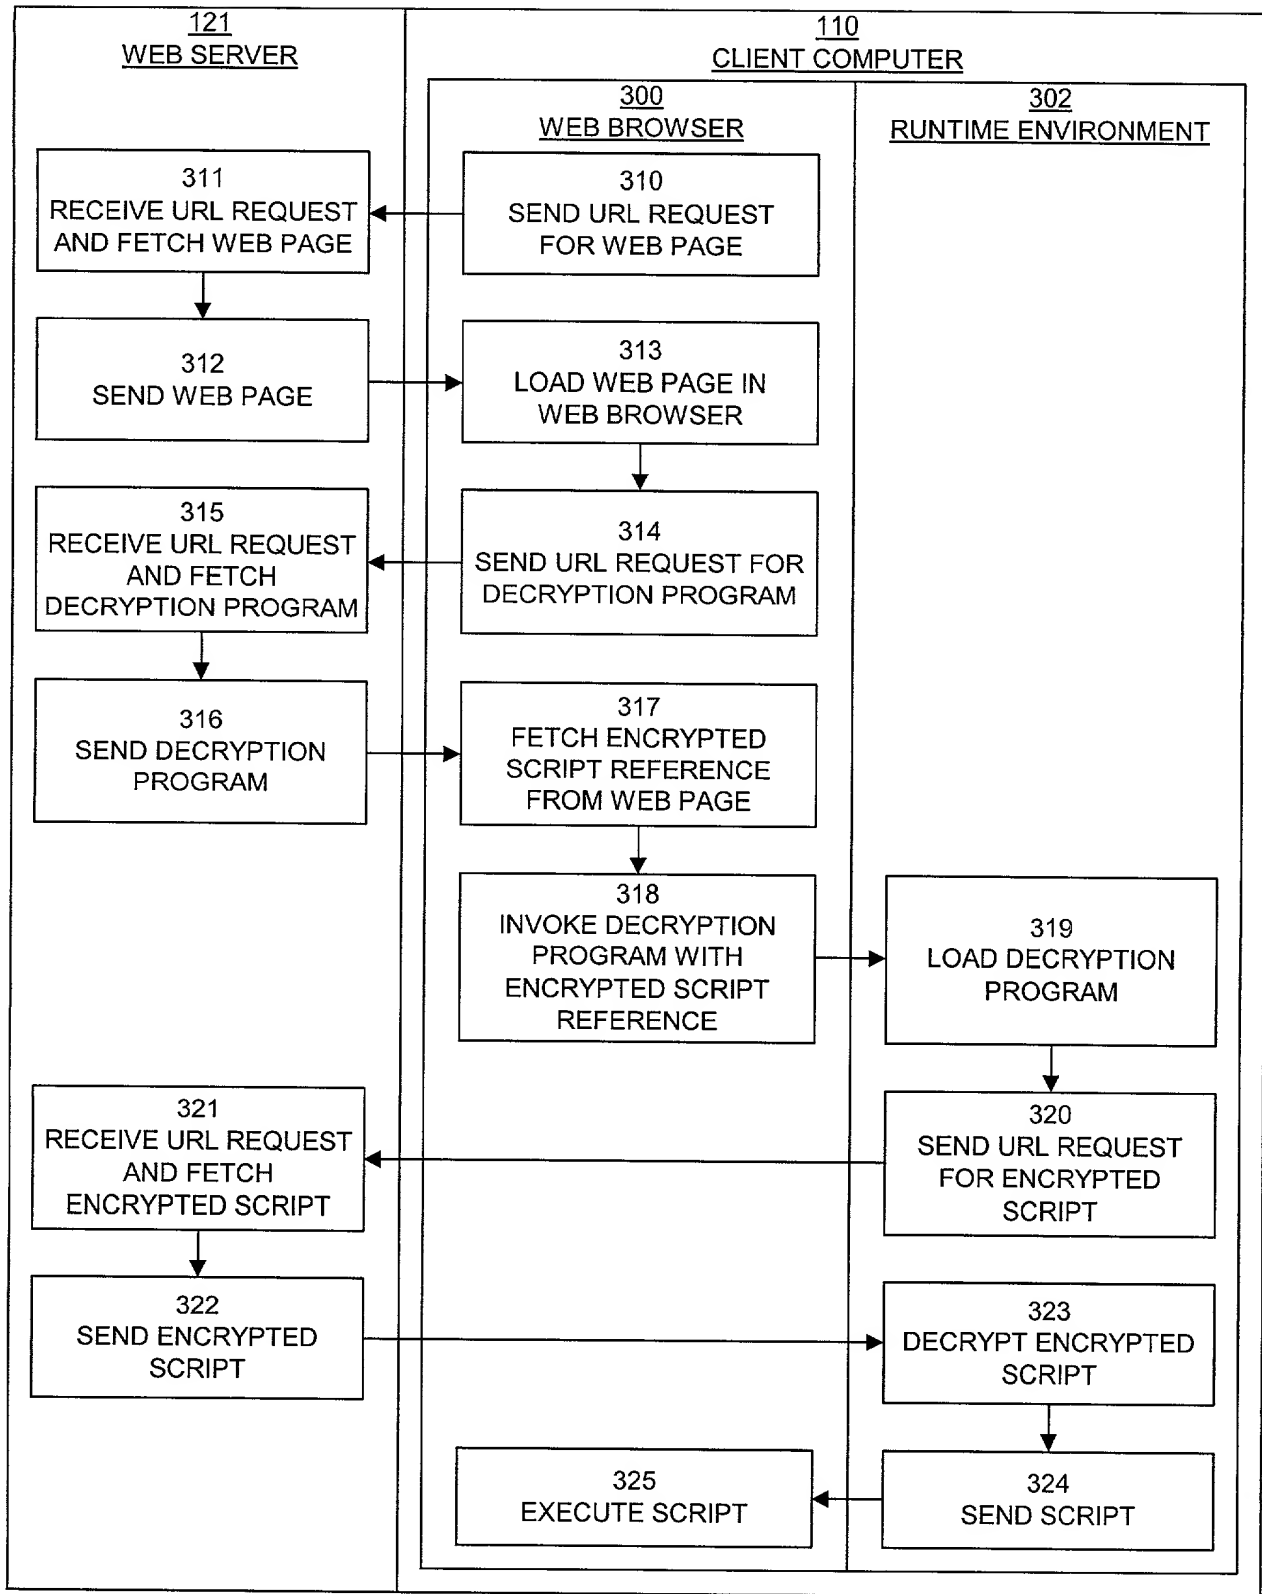 121
WEB SERVER
110
CLIENT COMPUTER
300
WEB BROWSER
302
RUNTIME ENVIRONMENT
311
RECEIVE URL REQUEST
AND FETCH WEB PAGE
310
SEND URL REQUEST
FOR WEB PAGE
312
SEND WEB PAGE
313
LOAD WEB PAGE IN
WEB BROWSER
315
RECEIVE URL REQUEST
AND FETCH
DECRYPTION PROGRAM
314
SEND URL REQUEST FOR
DECRYPTION PROGRAM
316
SEND DECRYPTION
PROGRAM
317
FETCH ENCRYPTED
SCRIPT REFERENCE
FROM WEB PAGE
318
INVOKE DECRYPTION
PROGRAM WITH
ENCRYPTED SCRIPT
REFERENCE
319
LOAD DECRYPTION
PROGRAM
321
RECEIVE URL REQUEST
AND FETCH
ENCRYPTED SCRIPT
320
SEND URL REQUEST
FOR ENCRYPTED
SCRIPT
322
SEND ENCRYPTED
SCRIPT
323
DECRYPT ENCRYPTED
SCRIPT
325
EXECUTE SCRIPT
324
SEND SCRIPT